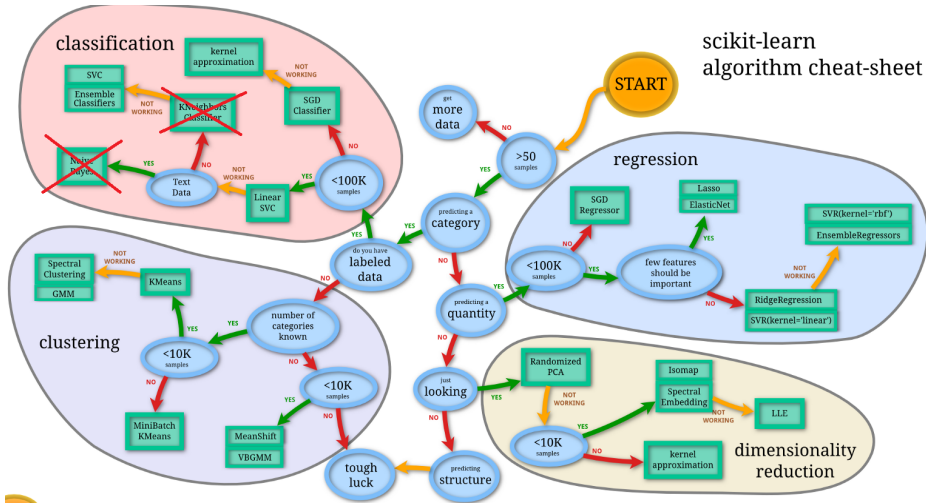 scikit-learn
algorithm cheat-sheet
START
get
more
data
NO
>50
samples
YES
predicting a
category
YES
NO
do you have
labeled
data
YES
NO
predicting a
quantity
YES
NO
just
looking
YES
NO
predicting
structure
tough
luck
classification
kernel
approximation
NOT
WORKING
SVC
Ensemble
Classifiers
NOT
WORKING
KNeighbors
Classifier
SGD
Classifier
NO
Naive
Bayes
YES
Text
Data
NO
NOT
WORKING
Linear
SVC
YES
<100K
samples
regression
SGD
Regressor
NO
<100K
samples
YES
Lasso
ElasticNet
YES
few features
should be
important
NO
SVR(kernel='rbf')
EnsembleRegressors
NOT
WORKING
RidgeRegression
SVR(kernel='linear')
clustering
Spectral
Clustering
GMM
NOT
WORKING
KMeans
YES
<10K
samples
NO
MiniBatch
KMeans
YES
number of
categories
known
NO
<10K
samples
YES
NO
MeanShift
VBGMM
dimensionality
reduction
Randomized
PCA
NOT
WORKING
<10K
samples
YES
NO
Isomap
Spectral
Embedding
NOT
WORKING
LLE
kernel
approximation